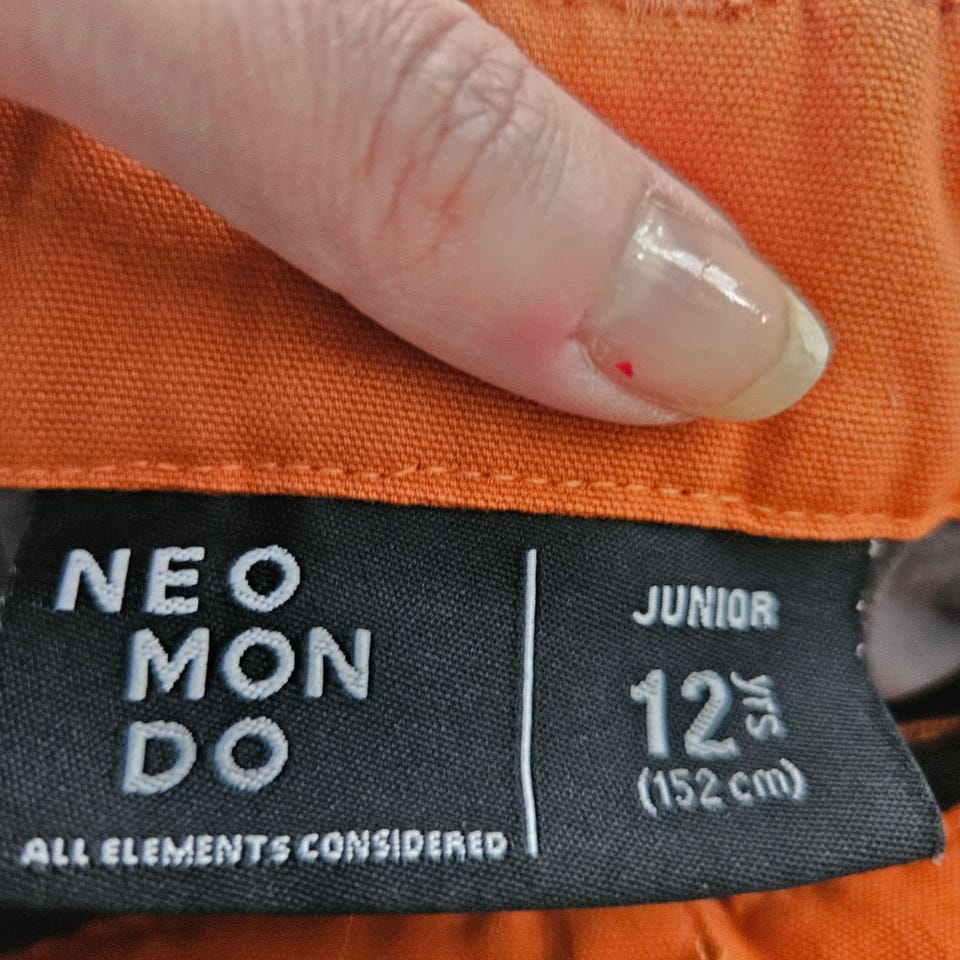 NEO
MON
DO
ALL ELEMENTS CONSIDERED
JUNIOR
12 YRS
(152 cm)